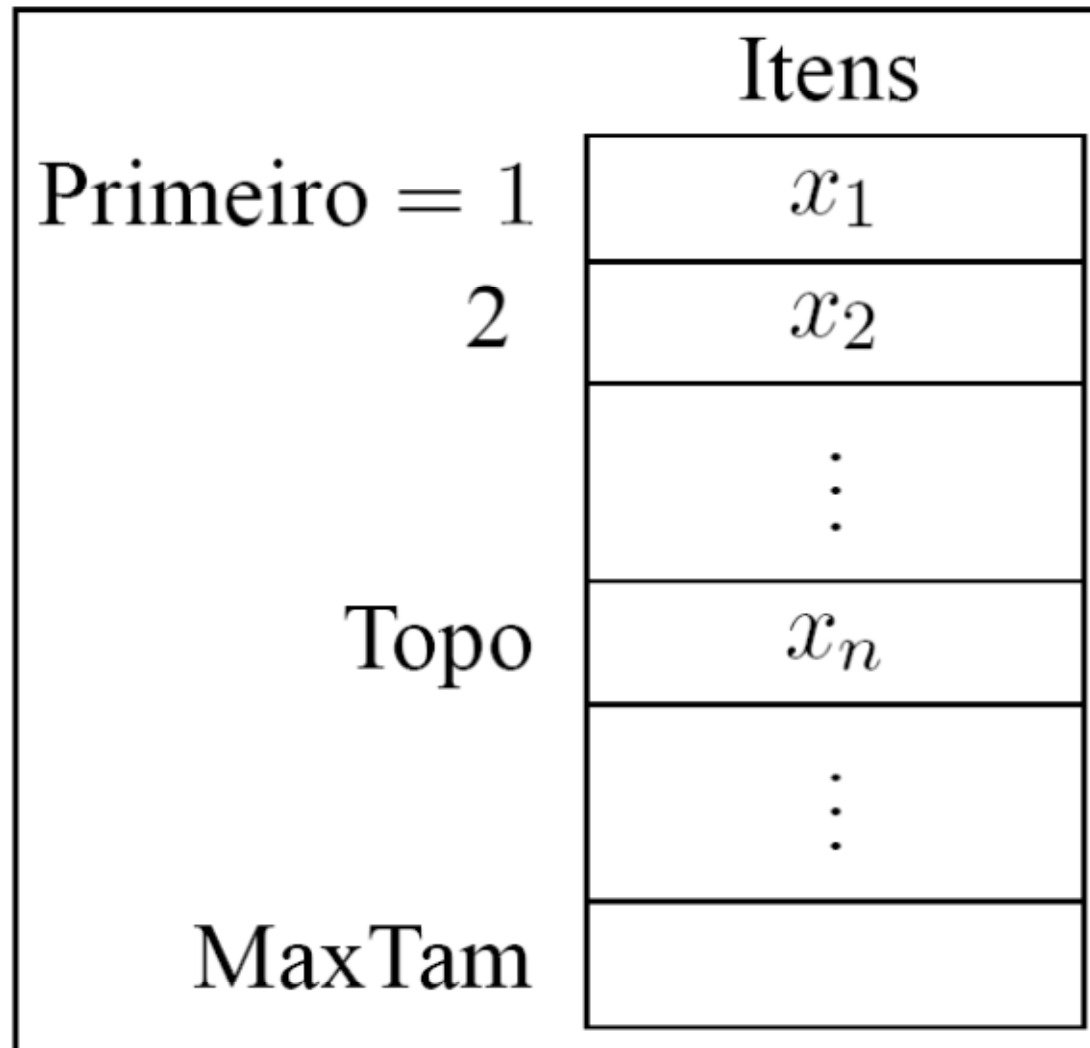 Itens
Primeiro = 1 x₁
2 x₂
⋮
Topo xₙ
⋮
MaxTam